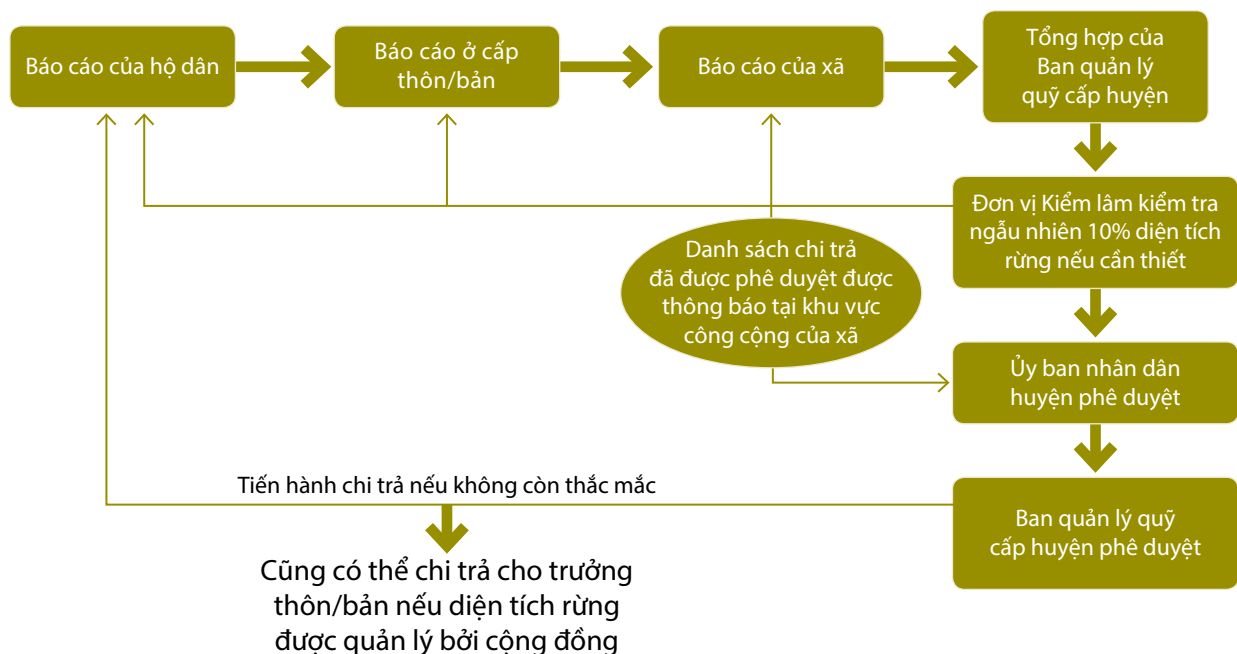 Báo cáo của hộ dân
Báo cáo ở cấp
thôn/bản
Báo cáo của xã
Tổng hợp của
Ban quản lý
quỹ cấp huyện
Đơn vị Kiểm lâm kiểm tra
ngẫu nhiên 10% diện tích
rừng nếu cần thiết
Danh sách chi trả
đã được phê duyệt được
thông báo tại khu vực
công cộng của xã
Ủy ban nhân dân
huyện phê duyệt
Tiến hành chi trả nếu không còn thắc mắc
Ban quản lý quỹ
cấp huyện phê duyệt
Cũng có thể chi trả cho trưởng
thôn/bản nếu diện tích rừng
được quản lý bởi cộng đồng